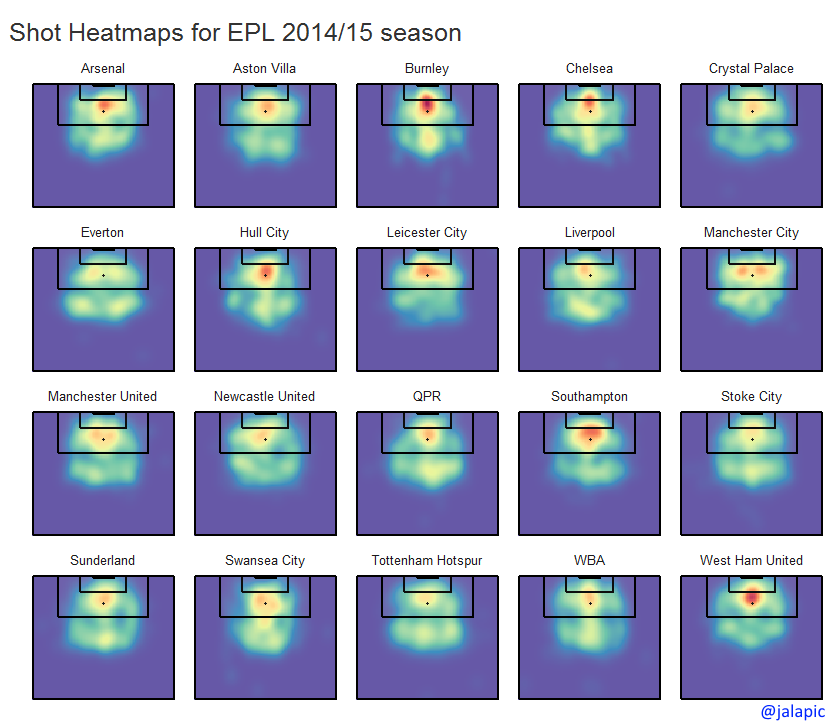 Shot Heatmaps for EPL 2014/15 season
Arsenal Aston Villa Burnley Chelsea Crystal Palace
Everton Hull City Leicester City Liverpool Manchester City
Manchester United Newcastle United QPR Southampton Stoke City
Sunderland Swansea City Tottenham Hotspur WBA West Ham United
@jalapic